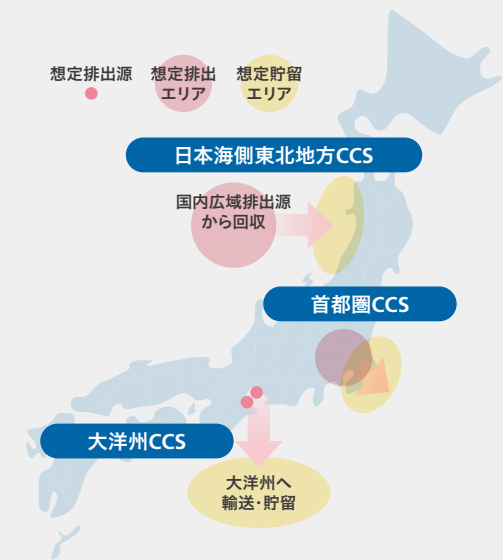 想定排出源
想定排出
エリア
想定貯留
エリア
日本海側東北地方CCS
国内広域排出源
から回収
首都圏CCS
大洋州CCS
大洋州へ
輸送・貯留